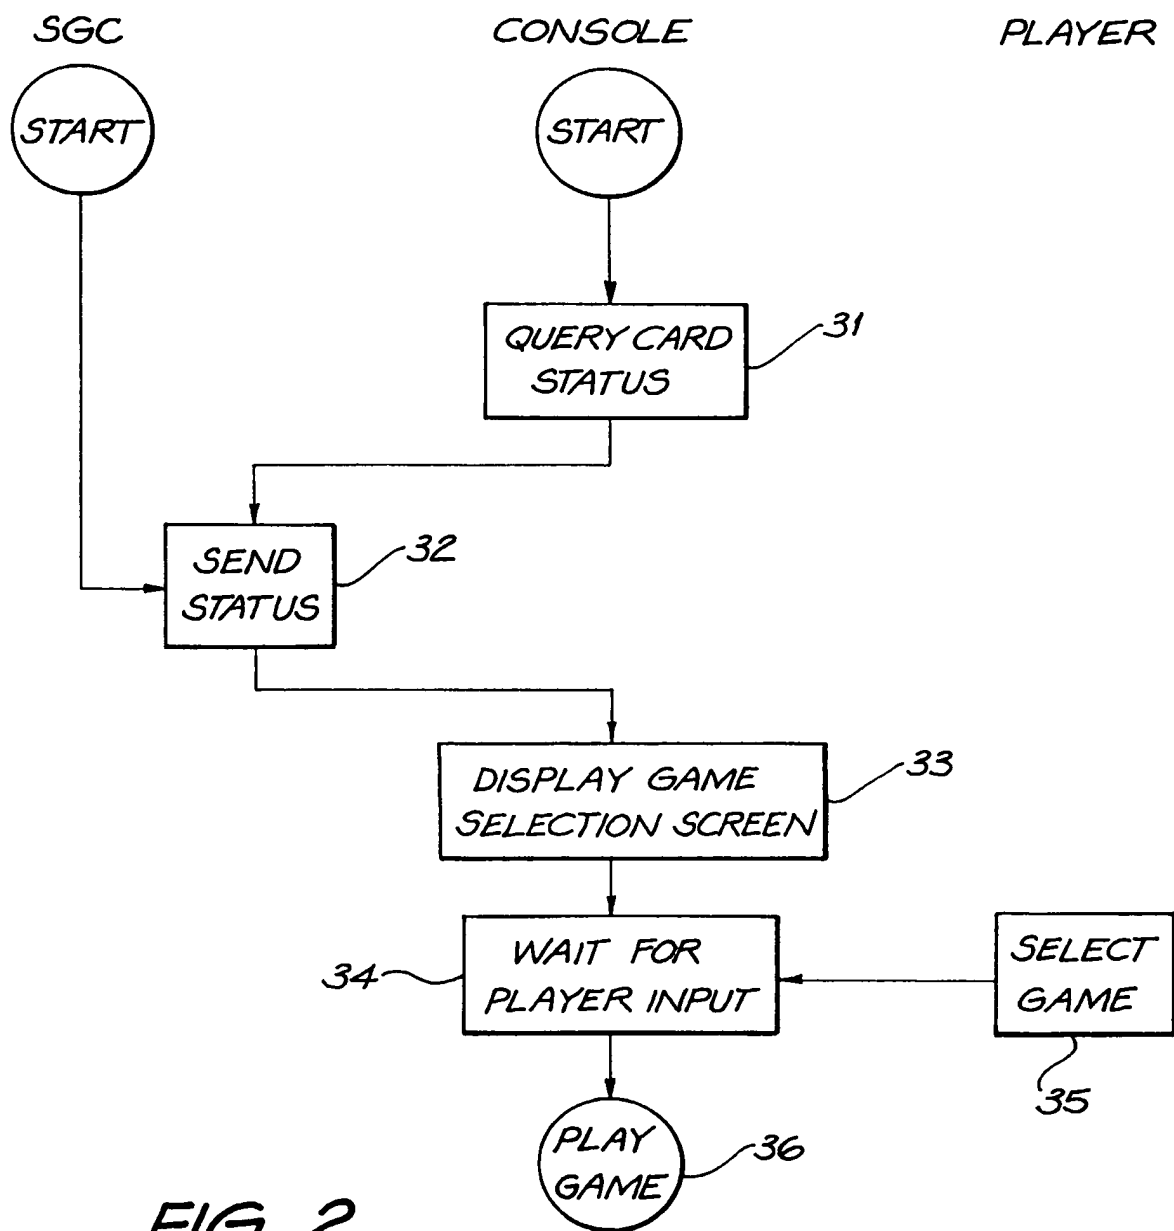 SGC
CONSOLE
PLAYER
START
START
QUERY CARD
STATUS
31
SEND
STATUS
32
DISPLAY GAME
SELECTION SCREEN
33
WAIT FOR
PLAYER INPUT
34
SELECT
GAME
35
PLAY
GAME
36
FIG. 2